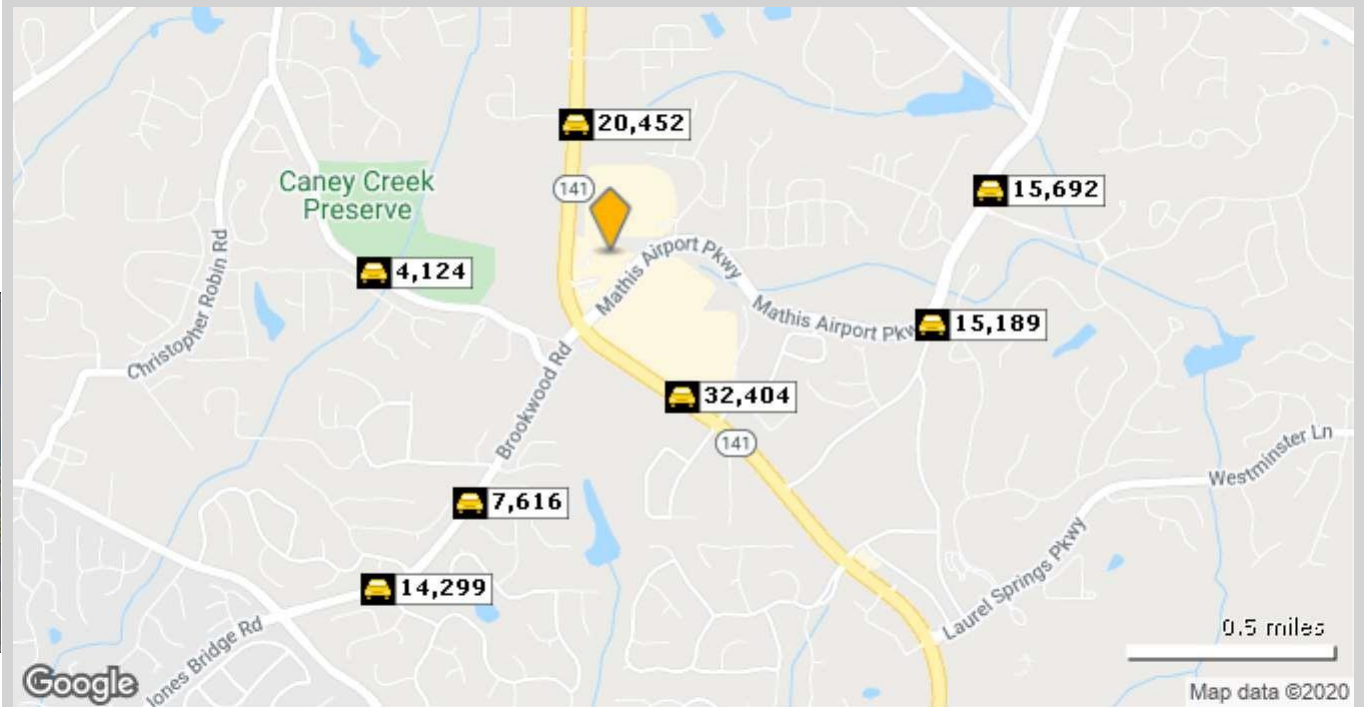 20,452
141
Caney Creek
Preserve
15,692
Mathis Airport Pkwy
4,124
Christopher Robin Rd
Mathis Airport Pkw
15,189
Brookwood Rd
32,404
141
Westminster Ln
7,616
Laurel Springs Pkwy
14,299
Jones Bridge Rd
0.5 miles
Google
Map data ©2020